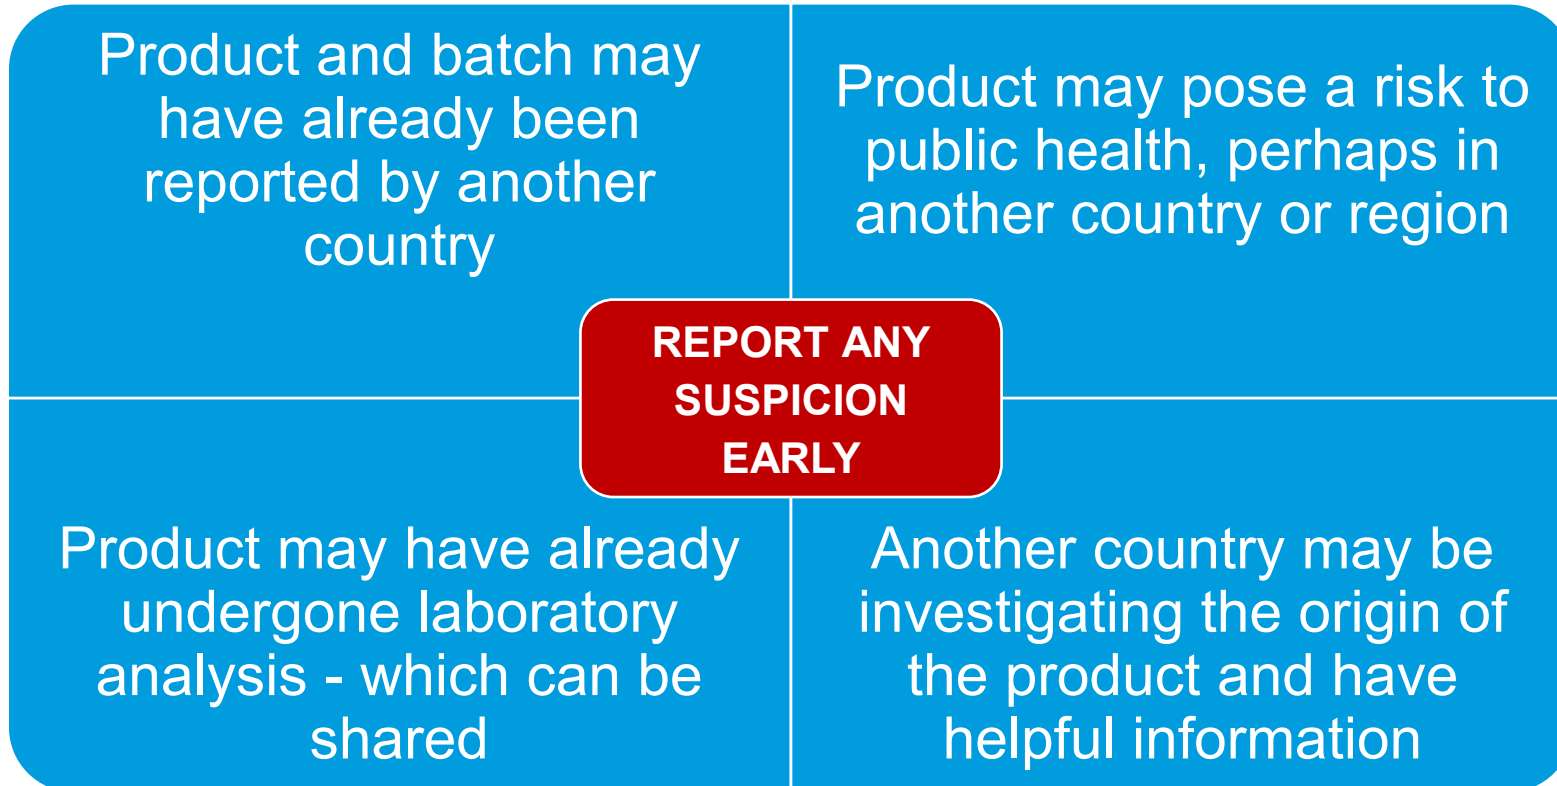 Product and batch may
have already been
reported by another
country
Product may pose a risk to
public health, perhaps in
another country or region
REPORT ANY
SUSPICION
EARLY
Product may have already
undergone laboratory
analysis - which can be
shared
Another country may be
investigating the origin of
the product and have
helpful information